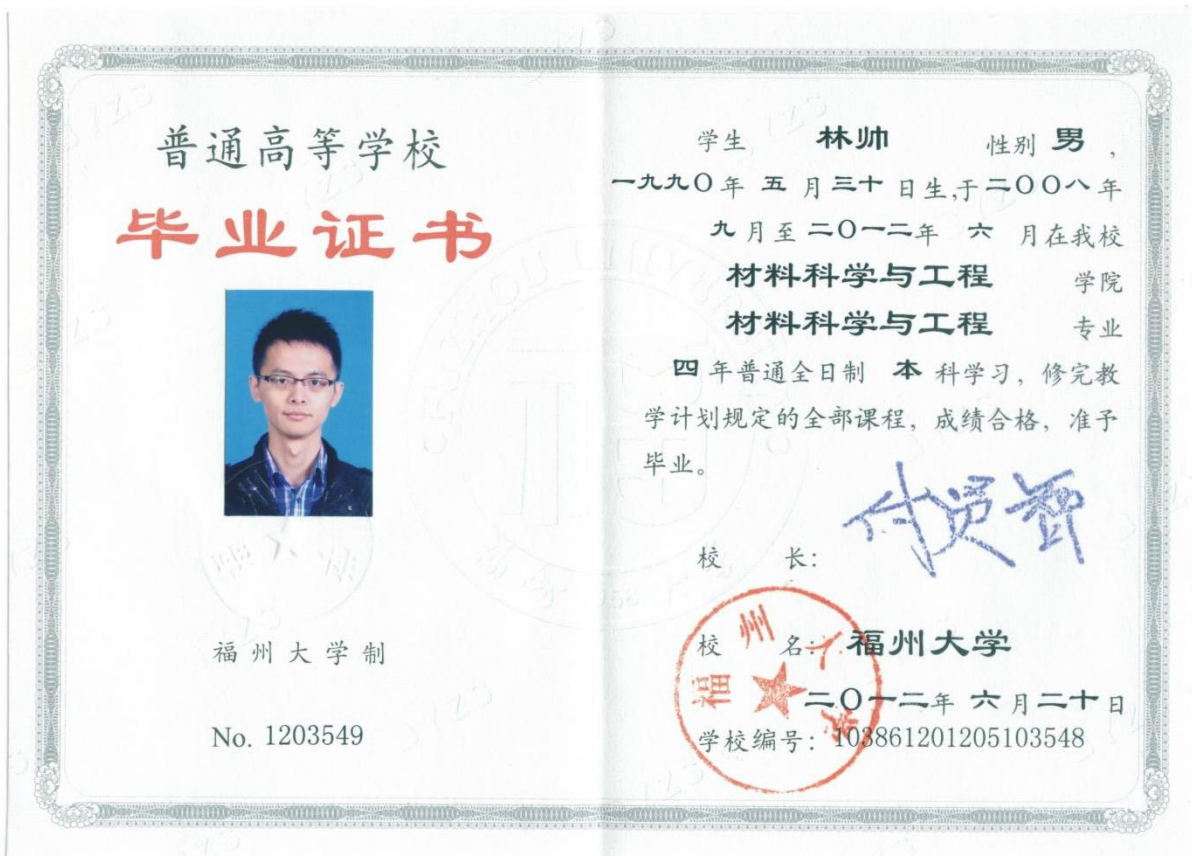 普通高等学校
毕业证书
福州大学制
No. 1203549
学生 林帅 性别 男，
一九九〇年 五 月三十 日生,于二〇〇八年
九月至二〇一二年 六 月在我校
材料科学与工程 学院
材料科学与工程 专业
四年普通全日制 本 科学习，修完教
学计划规定的全部课程，成绩合格，准予
毕业。
校 长：
校 名： 福州大学
二〇一二年 六月二十日
学校编号：103861201205103548
福州大学